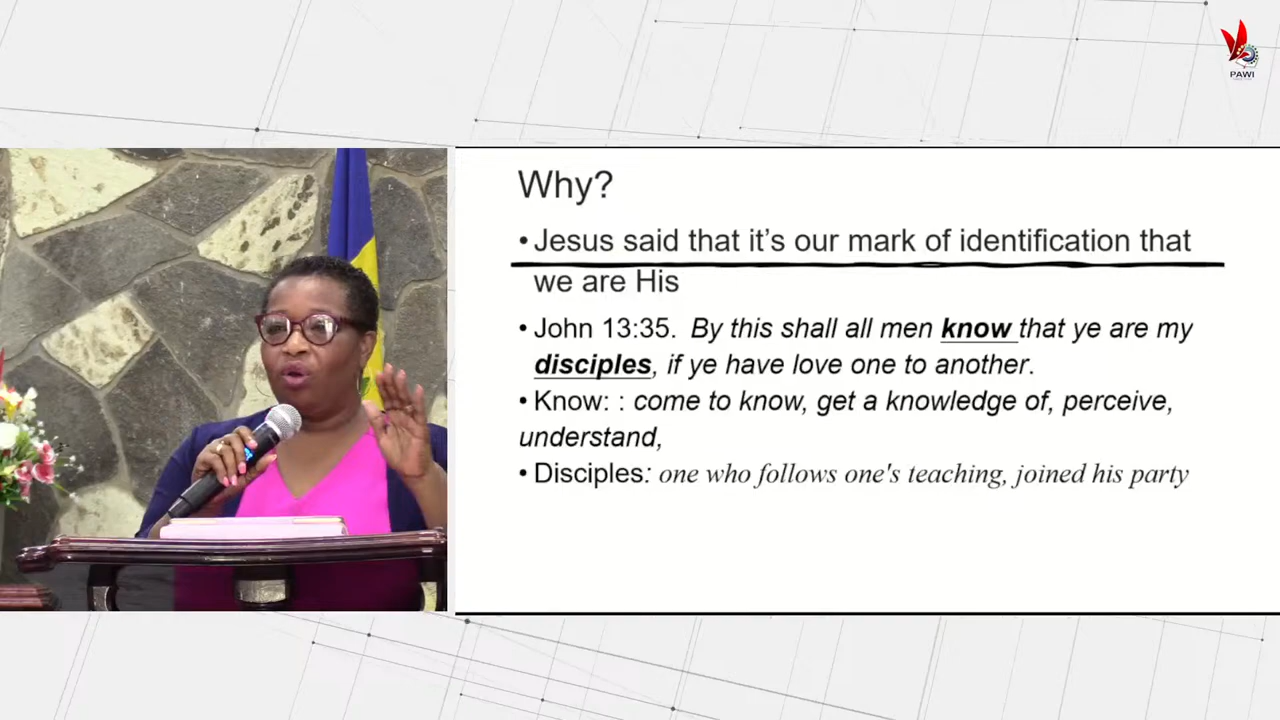 PAWI
Why?
• Jesus said that it’s our mark of identification that
we are His
• John 13:35. By this shall all men know that ye are my
disciples, if ye have love one to another.
• Know: : come to know, get a knowledge of, perceive,
understand,
• Disciples: one who follows one's teaching, joined his party